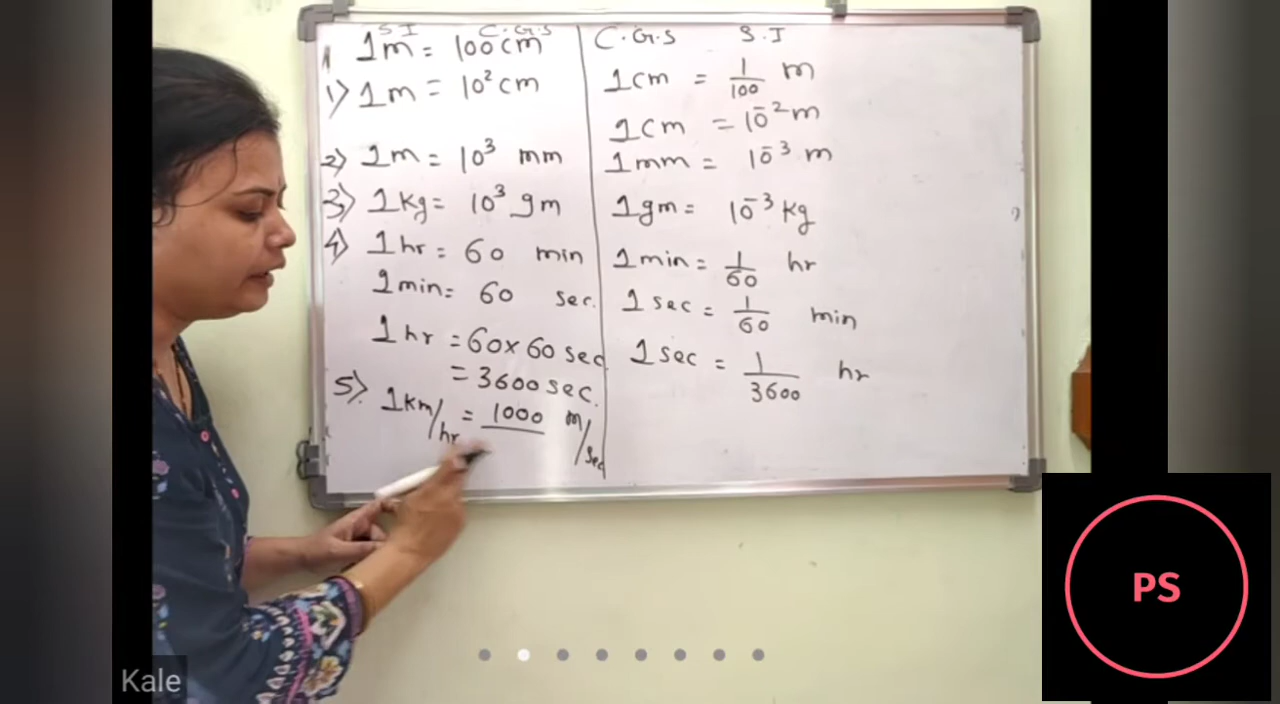 S I C.G.S
1 1m = 100cm
1) 1m = 10² cm
2) 1m = 10³ mm
3) 1kg = 10³ gm
4) 1hr = 60 min
1min = 60 sec.
1hr = 60 x 60 sec
= 3600 sec.
5) 1km/hr = 1000 m/sec
C.G.S S.I
1cm = 1/100 m
1cm = 10⁻² m
1mm = 10⁻³ m
1gm = 10⁻³ kg
1min = 1/60 hr
1sec = 1/60 min
1sec = 1/3600 hr
PS
Kale